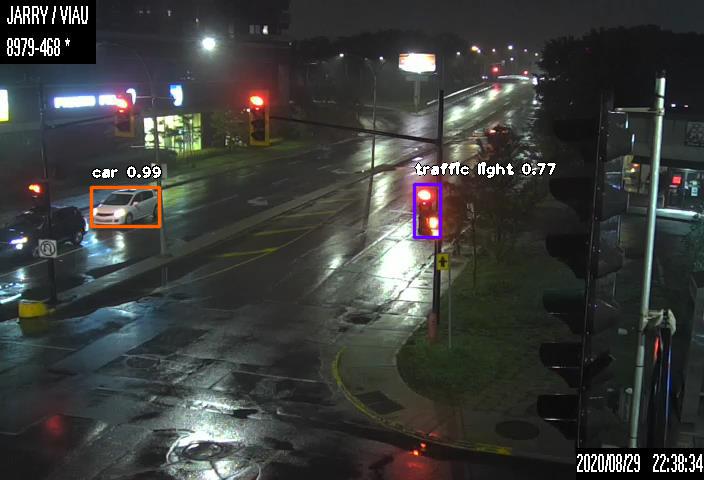 JARRY / VIAU
8979-468 *
car 0.99
traffic light 0.77
2020/08/29 22:38:34